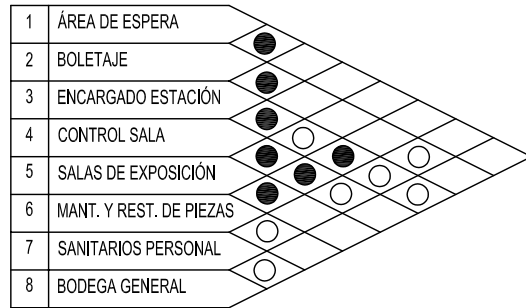 1 ÁREA DE ESPERA
2 BOLETAJE
3 ENCARGADO ESTACIÓN
4 CONTROL SALA
5 SALAS DE EXPOSICIÓN
6 MANT. Y REST. DE PIEZAS
7 SANITARIOS PERSONAL
8 BODEGA GENERAL